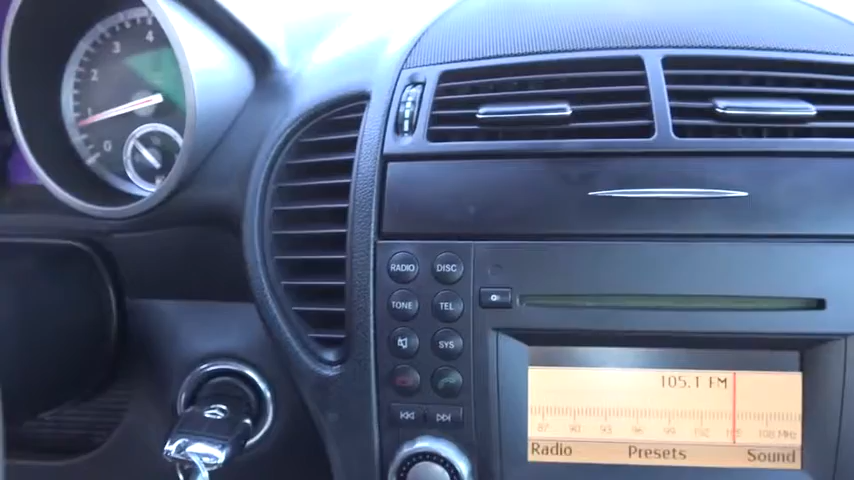 4
3
2
1
0
RADIO DISC
TONE TEL
SYS
105.1 FM
87 90 93 96 99 102 105 108 MHz
Radio Presets Sound